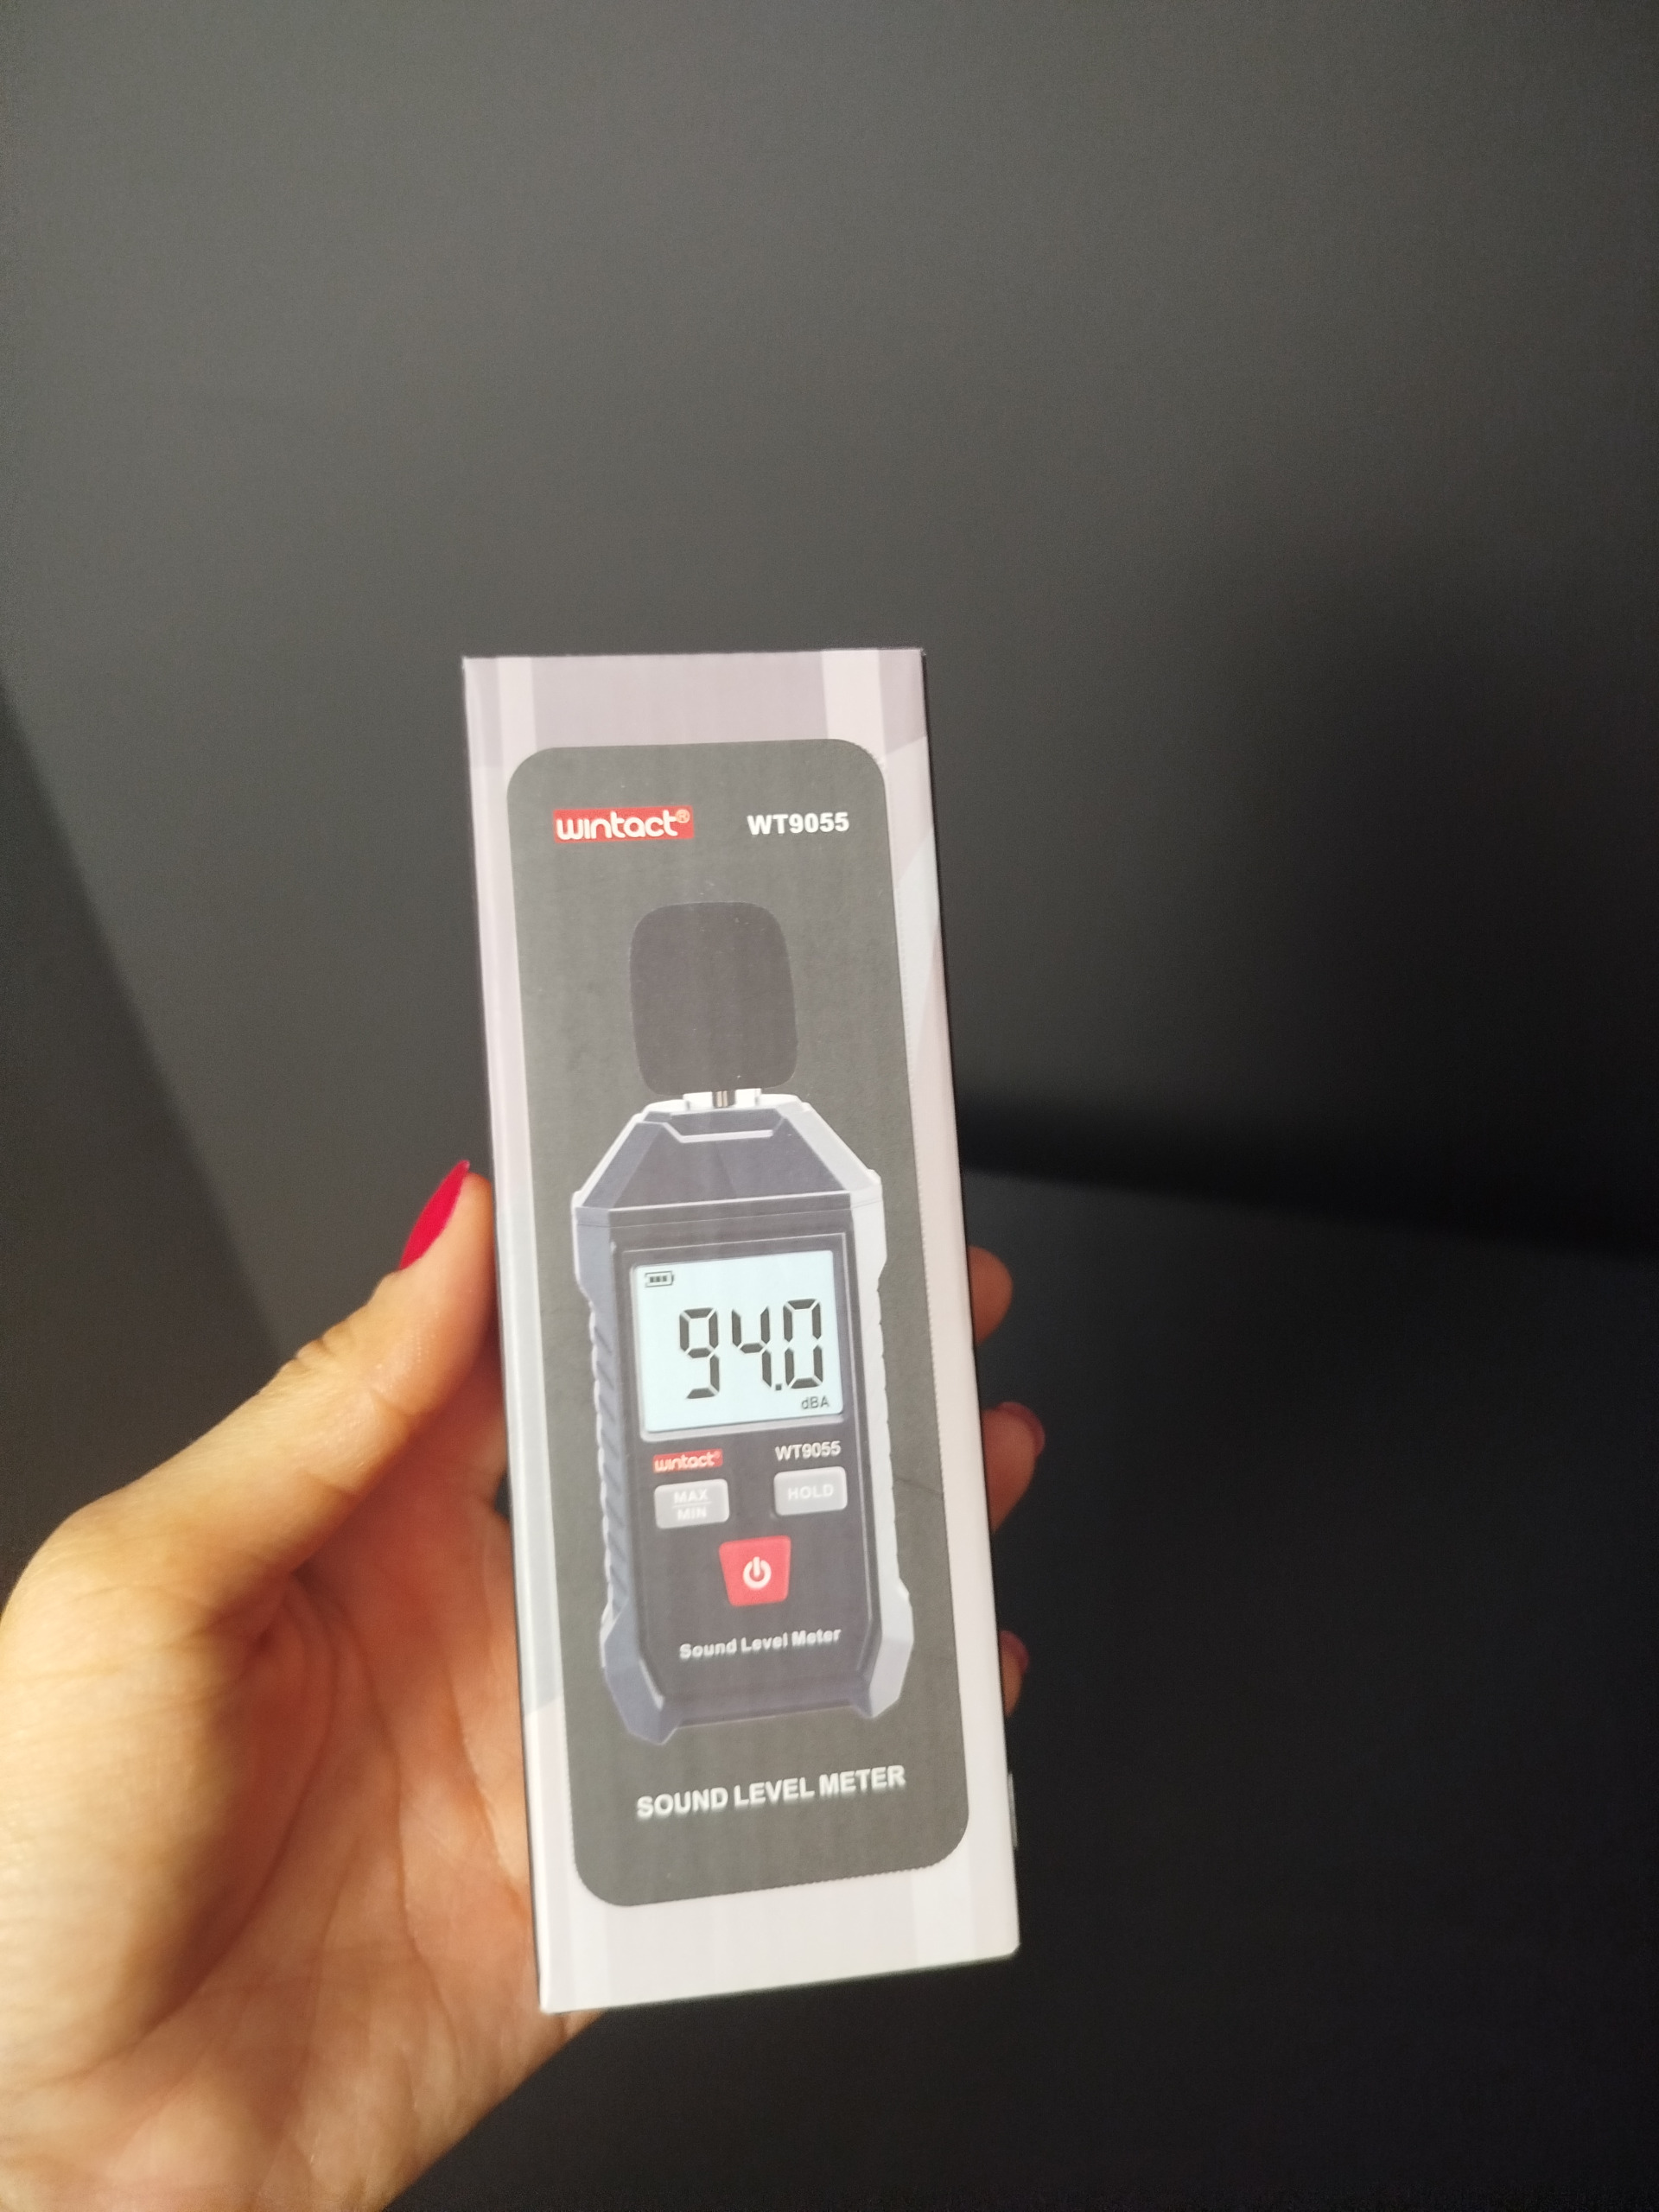 wintact® WT9055
94.0
dBA
wintact® WT9055
MAX HOLD
MIN
Sound Level Meter
SOUND LEVEL METER